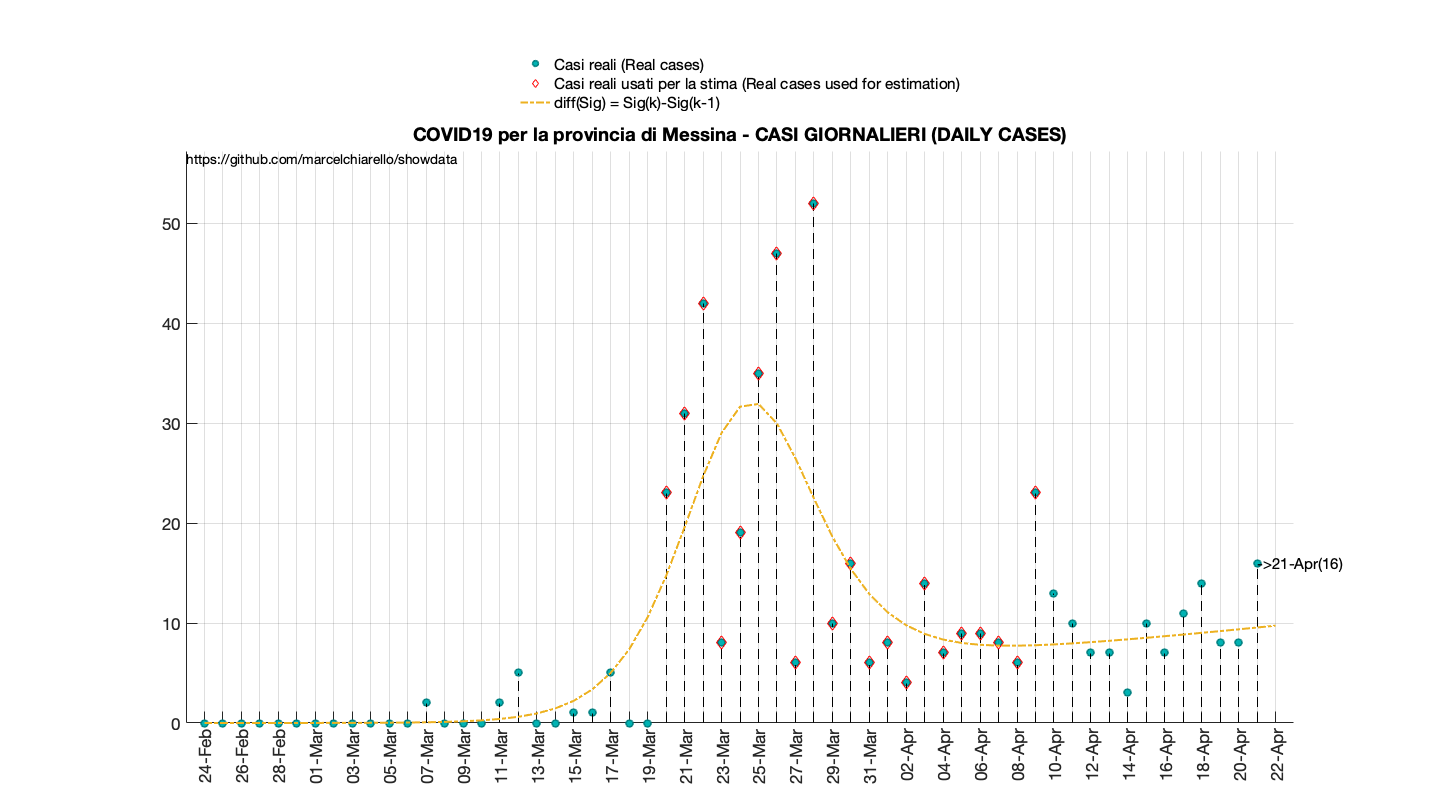 Casi reali (Real cases)
Casi reali usati per la stima (Real cases used for estimation)
diff(Sig) = Sig(k)-Sig(k-1)
COVID19 per la provincia di Messina - CASI GIORNALIERI (DAILY CASES)
https://github.com/marcelchiarello/showdata
50
40
30
20
10
0
->21-Apr(16)
24-Feb
26-Feb
28-Feb
01-Mar
03-Mar
05-Mar
07-Mar
09-Mar
11-Mar
13-Mar
15-Mar
17-Mar
19-Mar
21-Mar
23-Mar
25-Mar
27-Mar
29-Mar
31-Mar
02-Apr
04-Apr
06-Apr
08-Apr
10-Apr
12-Apr
14-Apr
16-Apr
18-Apr
20-Apr
22-Apr